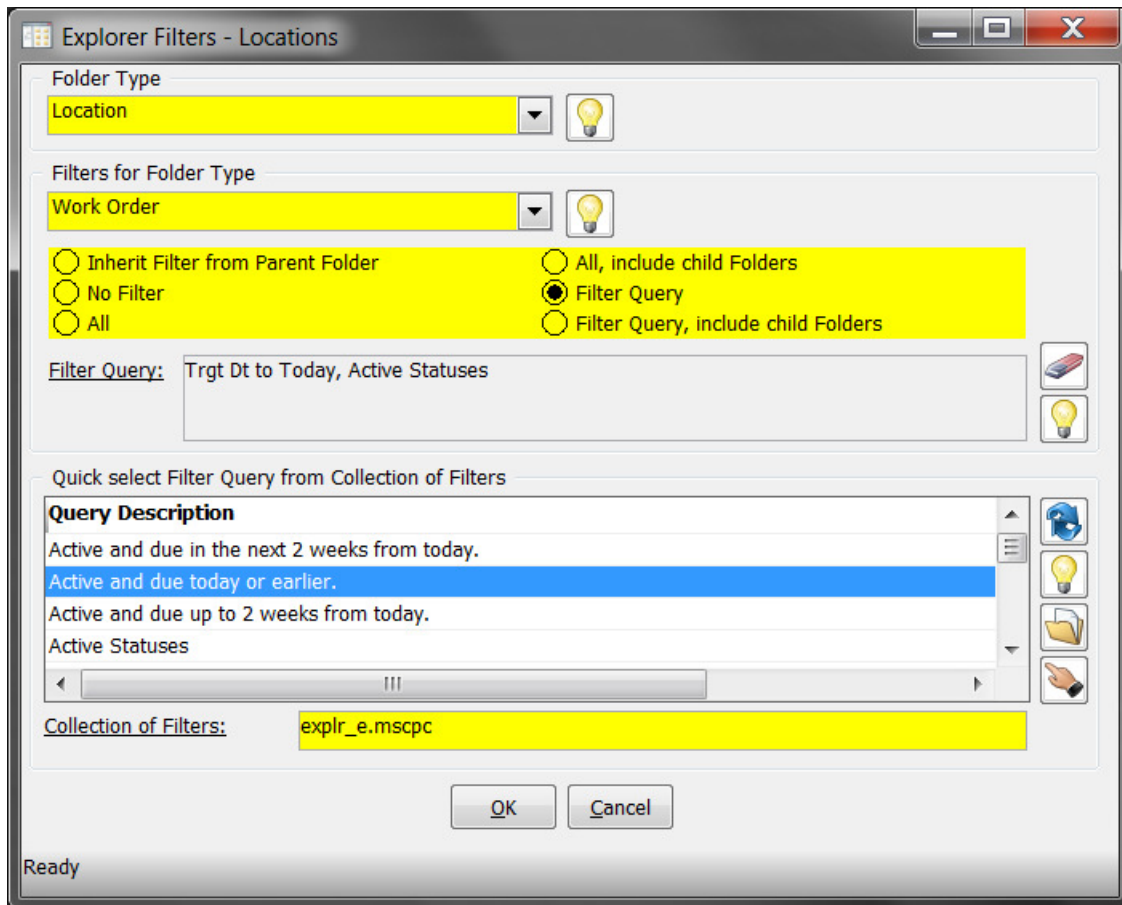 Explorer Filters - Locations
Folder Type
Location
Filters for Folder Type
Work Order
Inherit Filter from Parent Folder
All, include child Folders
No Filter
Filter Query
All
Filter Query, include child Folders
Filter Query: Trgt Dt to Today, Active Statuses
Quick select Filter Query from Collection of Filters
Query Description
Active and due in the next 2 weeks from today.
Active and due today or earlier.
Active and due up to 2 weeks from today.
Active Statuses
Collection of Filters: explr_e.mscpc
OK Cancel
Ready